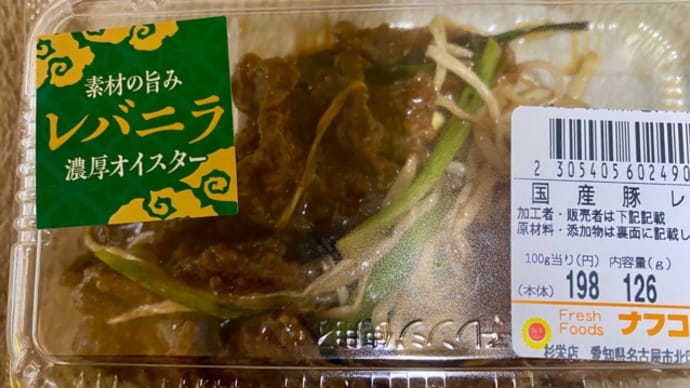 素材の旨み
レバニラ
濃厚オイスター
2 305405 602490
国産豚レ
加工者・販売者は下記記載
原材料・添加物は裏面に記載し
100g当り(円) 内容量(g)
(本体) 198 126
Fresh Foods ナフコ
杉栄店 愛知県名古屋市北